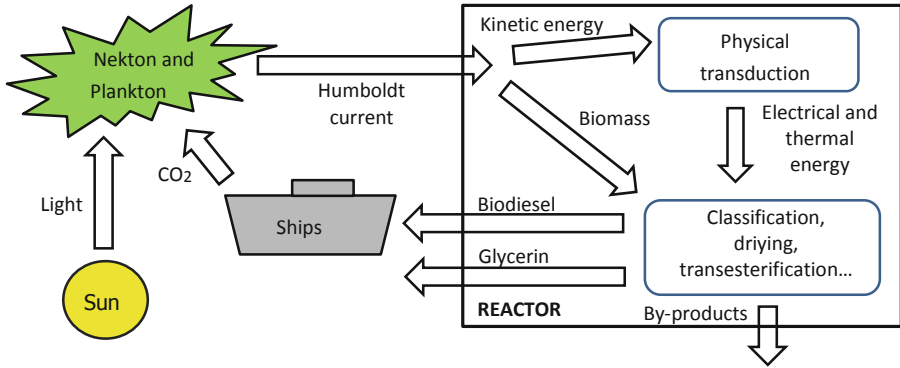 Nekton and
Plankton
Light
Sun
CO2
Ships
Humboldt
current
Kinetic energy
Physical
transduction
Biomass
Electrical and
thermal
energy
Classification,
driying,
transesterification...
Biodiesel
Glycerin
REACTOR
By-products